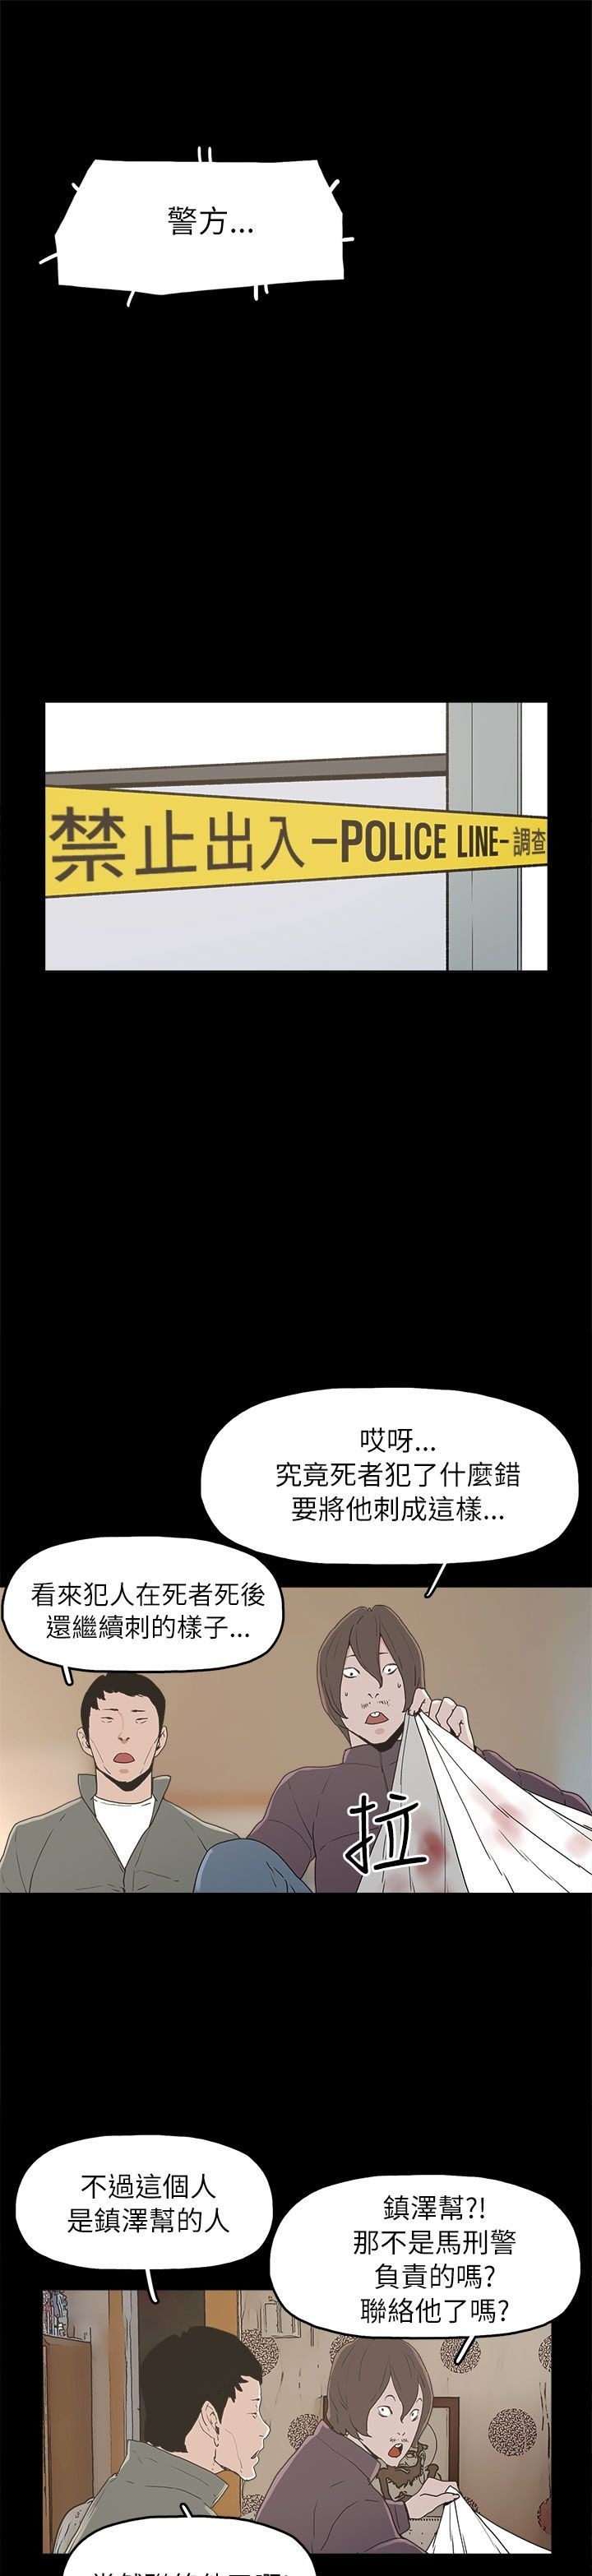 警方...
禁止出入-POLICE LINE-調查
哎呀...
究竟死者犯了什麼錯
要將他刺成這樣...
看來犯人在死者死後
還繼續刺的樣子...
拉
不過這個人
是鎮澤幫的人
鎮澤幫?!
那不是馬刑警
負責的嗎?
聯絡他了嗎?